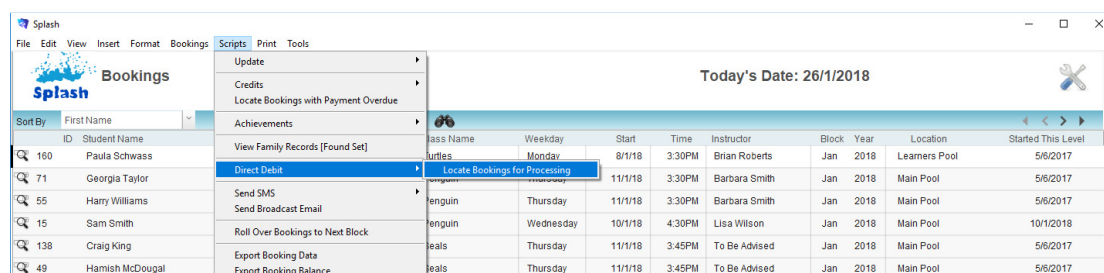 Splash
File Edit View Insert Format Bookings Scripts Print Tools
Splash
Bookings
Today's Date: 26/1/2018
Update
Credits
Locate Bookings with Payment Overdue
Achievements
View Family Records [Found Set]
Direct Debit
Locate Bookings for Processing
Send SMS
Send Broadcast Email
Roll Over Bookings to Next Block
Export Booking Data
Export Booking Balance
Sort By First Name
ID Student Name Weekday Start Time Instructor Block Year Location Started This Level
160 Paula Schwass Monday 8/1/18 3:30PM Brian Roberts Jan 2018 Learners Pool 5/6/2017
71 Georgia Taylor 11/1/18 3:30PM Barbara Smith Jan 2018 Main Pool 5/6/2017
55 Harry Williams Thursday 11/1/18 3:30PM Barbara Smith Jan 2018 Main Pool 5/6/2017
15 Sam Smith Wednesday 10/1/18 4:30PM Lisa Wilson Jan 2018 Main Pool 10/1/2018
138 Craig King Thursday 11/1/18 3:45PM To Be Advised Jan 2018 Main Pool 5/6/2017
49 Hamish McDougal Thursday 11/1/18 3:45PM To Be Advised Jan 2018 Main Pool 5/6/2017